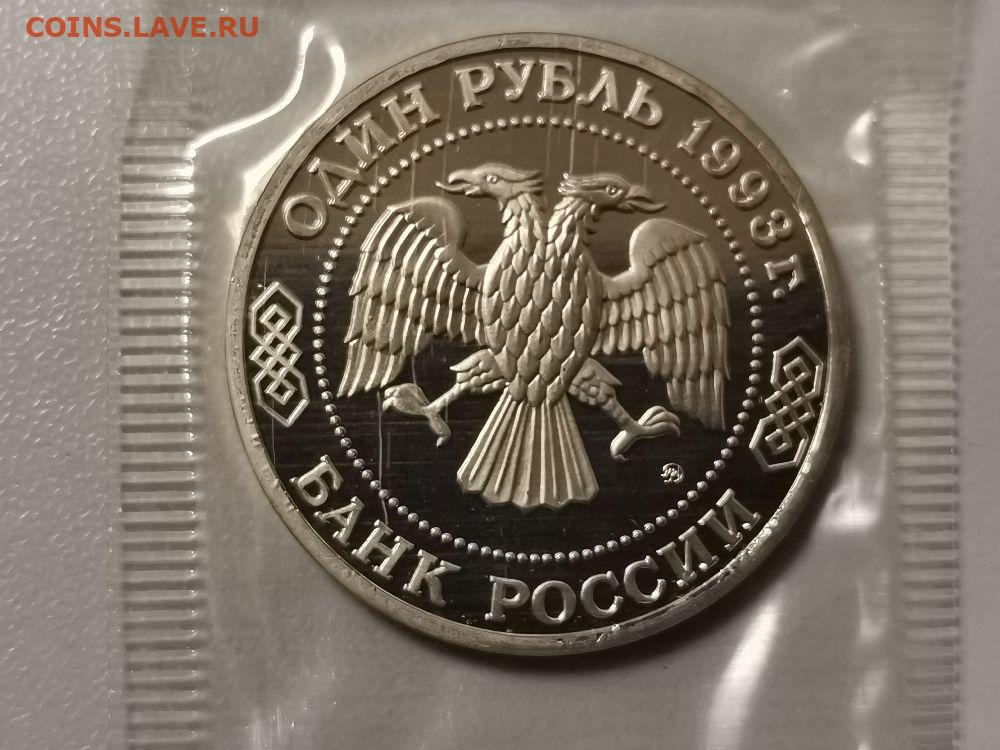 COINS.LAVE.RU
ОДИН РУБЛЬ 1993 г.
БАНК РОССИИ